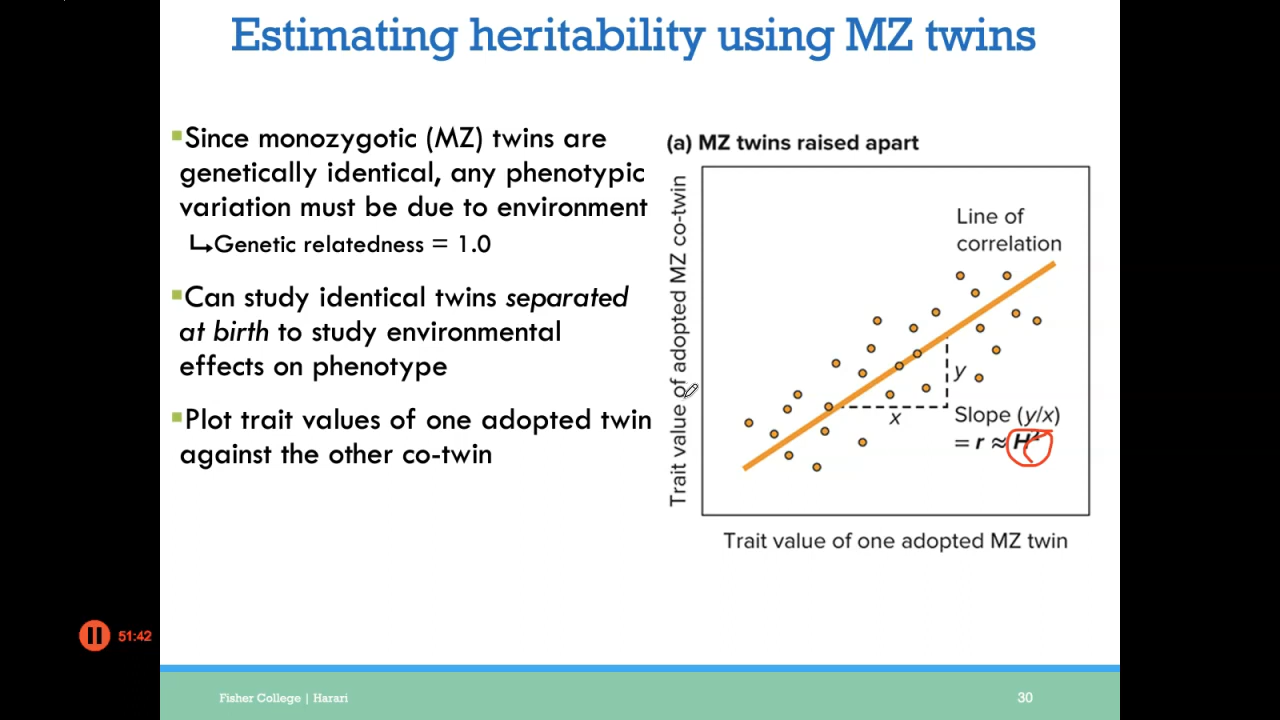 Estimating heritability using MZ twins
Since monozygotic (MZ) twins are
genetically identical, any phenotypic
variation must be due to environment
Genetic relatedness = 1.0
Can study identical twins separated
at birth to study environmental
effects on phenotype
Plot trait values of one adopted twin
against the other co-twin
(a) MZ twins raised apart
Trait value of adopted MZ co-twin
Line of
correlation
y
x
Slope (y/x)
= r ≈ H²
Trait value of one adopted MZ twin
51:42
Fisher College | Harari
30